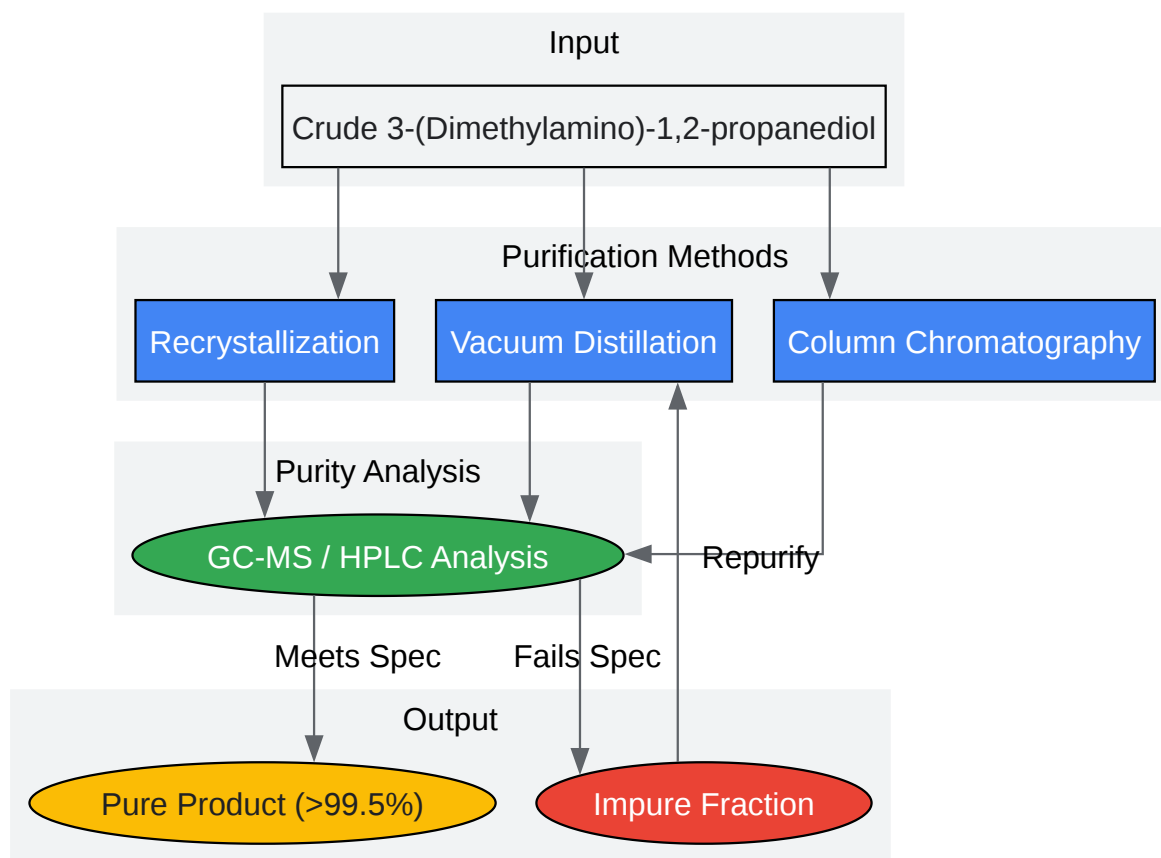 Input
Crude 3-(Dimethylamino)-1,2-propanediol
Purification Methods
Recrystallization
Vacuum Distillation
Column Chromatography
Purity Analysis
GC-MS / HPLC Analysis
Repurify
Meets Spec
Fails Spec
Output
Pure Product (>99.5%)
Impure Fraction